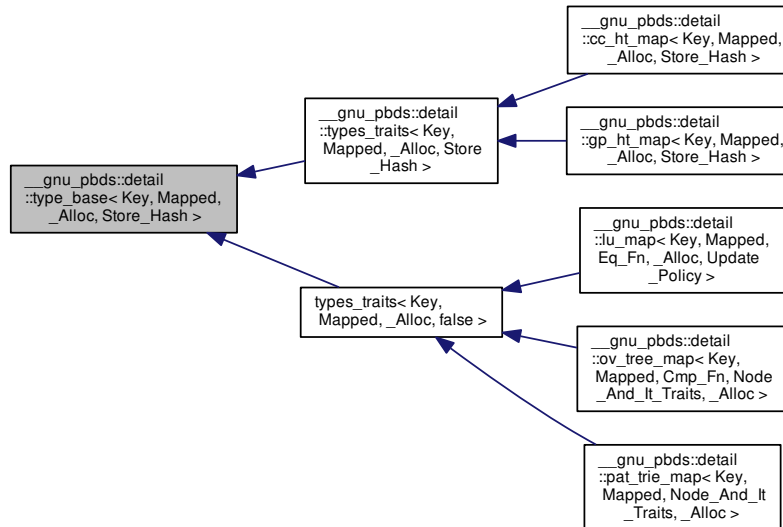 __gnu_pbds::detail
::type_base< Key, Mapped,
_Alloc, Store_Hash >
__gnu_pbds::detail
::types_traits< Key,
Mapped, _Alloc, Store
_Hash >
types_traits< Key,
Mapped, _Alloc, false >
__gnu_pbds::detail
::cc_ht_map< Key, Mapped,
_Alloc, Store_Hash >
__gnu_pbds::detail
::gp_ht_map< Key, Mapped,
_Alloc, Store_Hash >
__gnu_pbds::detail
::lu_map< Key, Mapped,
Eq_Fn, _Alloc, Update
_Policy >
__gnu_pbds::detail
::ov_tree_map< Key,
Mapped, Cmp_Fn, Node
_And_It_Traits, _Alloc >
__gnu_pbds::detail
::pat_trie_map< Key,
Mapped, Node_And_It
_Traits, _Alloc >